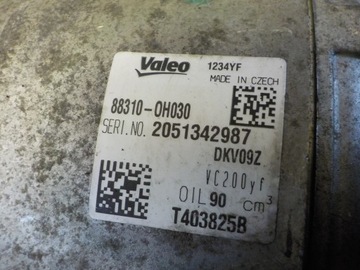 Valeo 1234YF
MADE IN CZECH
88310-0H030
SERI.NO. 2051342987
DKV09Z
VC200yf
OIL 90 cm³
T403825B